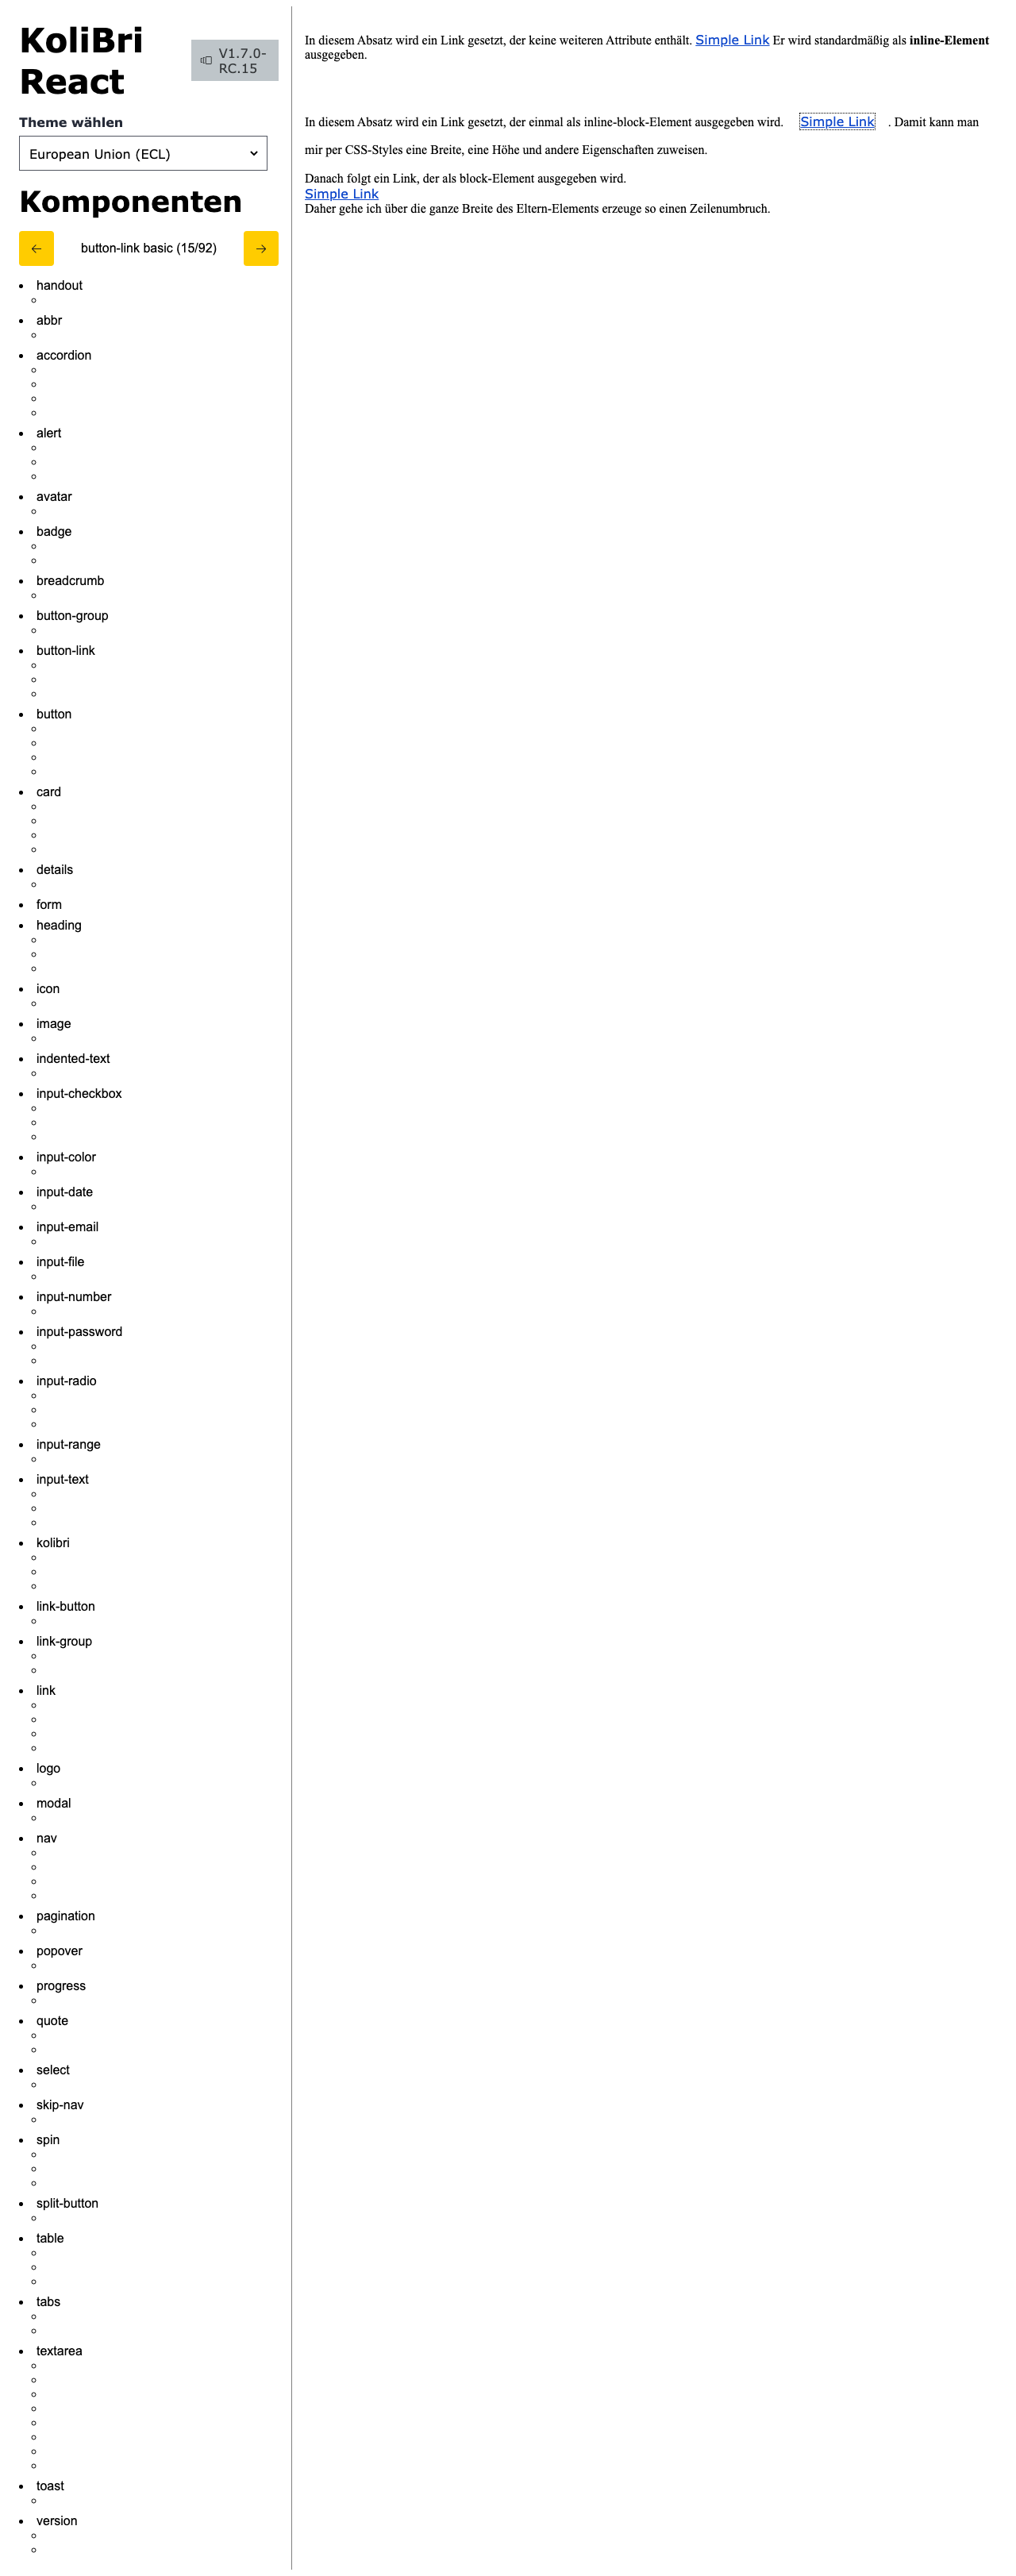 KoliBri
React
V1.7.0-
RC.15
Theme wählen
European Union (ECL)
Komponenten
button-link basic (15/92)
handout
abbr
accordion
alert
avatar
badge
breadcrumb
button-group
button-link
button
card
details
form
heading
icon
image
indented-text
input-checkbox
input-color
input-date
input-email
input-file
input-number
input-password
input-radio
input-range
input-text
kolibri
link-button
link-group
link
logo
modal
nav
pagination
popover
progress
quote
select
skip-nav
spin
split-button
table
tabs
textarea
toast
version
In diesem Absatz wird ein Link gesetzt, der keine weiteren Attribute enthält. Simple Link Er wird standardmäßig als inline-Element
ausgegeben.
In diesem Absatz wird ein Link gesetzt, der einmal als inline-block-Element ausgegeben wird. Simple Link . Damit kann man
mir per CSS-Styles eine Breite, eine Höhe und andere Eigenschaften zuweisen.
Danach folgt ein Link, der als block-Element ausgegeben wird.
Simple Link
Daher gehe ich über die ganze Breite des Eltern-Elements erzeuge so einen Zeilenumbruch.